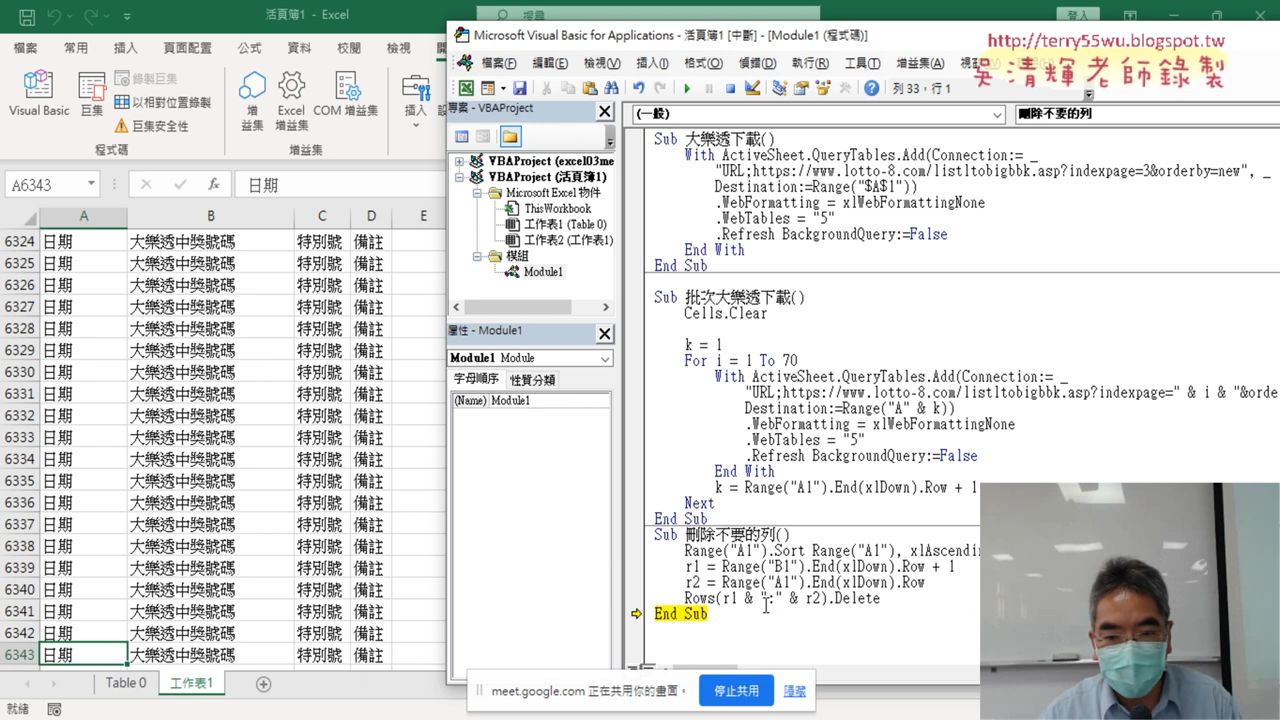 活頁簿1 - Excel
搜尋
登入
檔案 常用 插入 頁面配置 公式 資料 校閱 檢視
Visual Basic
巨集
錄製巨集
以相對位置錄製
巨集安全性
程式碼
增益集
Excel 增益集
COM 增益集
增益集
插入
A6343
日期
A B C D E
6324 日期 大樂透中獎號碼 特別號 備註
6325 日期 大樂透中獎號碼 特別號 備註
6326 日期 大樂透中獎號碼 特別號 備註
6327 日期 大樂透中獎號碼 特別號 備註
6328 日期 大樂透中獎號碼 特別號 備註
6329 日期 大樂透中獎號碼 特別號 備註
6330 日期 大樂透中獎號碼 特別號 備註
6331 日期 大樂透中獎號碼 特別號 備註
6332 日期 大樂透中獎號碼 特別號 備註
6333 日期 大樂透中獎號碼 特別號 備註
6334 日期 大樂透中獎號碼 特別號 備註
6335 日期 大樂透中獎號碼 特別號 備註
6336 日期 大樂透中獎號碼 特別號 備註
6337 日期 大樂透中獎號碼 特別號 備註
6338 日期 大樂透中獎號碼 特別號 備註
6339 日期 大樂透中獎號碼 特別號 備註
6340 日期 大樂透中獎號碼 特別號 備註
6341 日期 大樂透中獎號碼 特別號 備註
6342 日期 大樂透中獎號碼 特別號 備註
6343 日期 大樂透中獎號碼 特別號 備註
Table 0 工作表1
就緒
Microsoft Visual Basic for Applications - 活頁簿1 [中斷] - [Module1 (程式碼)]
http://terry55wu.blogspot.tw
吳清輝老師錄製
檔案(F) 編輯(E) 檢視(V) 插入(I) 格式(O) 偵錯(D) 執行(R) 工具(T) 增益集(A)
列 33，行 1
專案 - VBAProject
VBAProject (excel03me
VBAProject (活頁簿1)
Microsoft Excel 物件
ThisWorkbook
工作表1 (Table 0)
工作表2 (工作表1)
模組
Module1
屬性 - Module1
Module1 Module
字母順序 性質分類
(Name) Module1
(一般)
刪除不要的列
Sub 大樂透下載()
With ActiveSheet.QueryTables.Add(Connection:= _
"URL;https://www.lotto-8.com/listltobigbbk.asp?indexpage=3&orderby=new", _
Destination:=Range("$A$1"))
.WebFormatting = xlWebFormattingNone
.WebTables = "5"
.Refresh BackgroundQuery:=False
End With
End Sub
Sub 批次大樂透下載()
Cells.Clear
k = 1
For i = 1 To 70
With ActiveSheet.QueryTables.Add(Connection:= _
"URL;https://www.lotto-8.com/listltobigbbk.asp?indexpage=" & i & "&orde
Destination:=Range("A" & k))
.WebFormatting = xlWebFormattingNone
.WebTables = "5"
.Refresh BackgroundQuery:=False
End With
k = Range("A1").End(xlDown).Row + 1
Next
End Sub
Sub 刪除不要的列()
Range("A1").Sort Range("A1"), xlAscending
r1 = Range("B1").End(xlDown).Row + 1
r2 = Range("A1").End(xlDown).Row
Rows(r1 & ":" & r2).Delete
End Sub
meet.google.com 正在共用你的畫面。
停止共用
隱藏